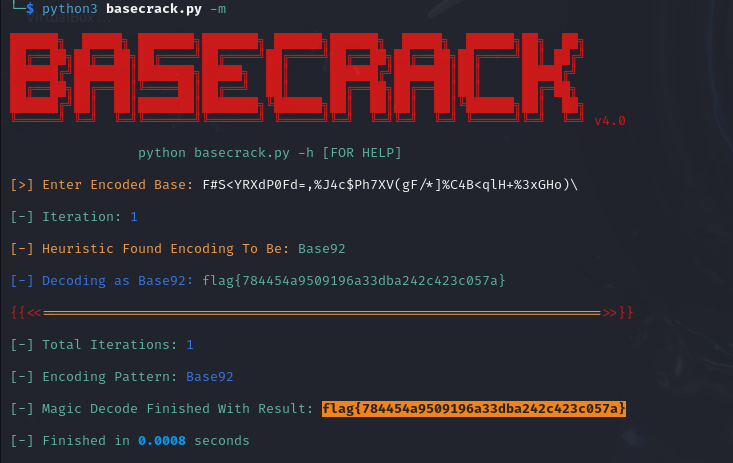 └─$ python3 basecrack.py -m
BASECRACK v4.0
python basecrack.py -h [FOR HELP]
[>] Enter Encoded Base: F#S<YRXdP0Fd=,%J4c$Ph7XV(gF/*]%C4B<qlH+%3xGHo)\
[-] Iteration: 1
[-] Heuristic Found Encoding To Be: Base92
[-] Decoding as Base92: flag{784454a9509196a33dba242c423c057a}
{{<<======================================================================>>}}
[-] Total Iterations: 1
[-] Encoding Pattern: Base92
[-] Magic Decode Finished With Result: flag{784454a9509196a33dba242c423c057a}
[-] Finished in 0.0008 seconds